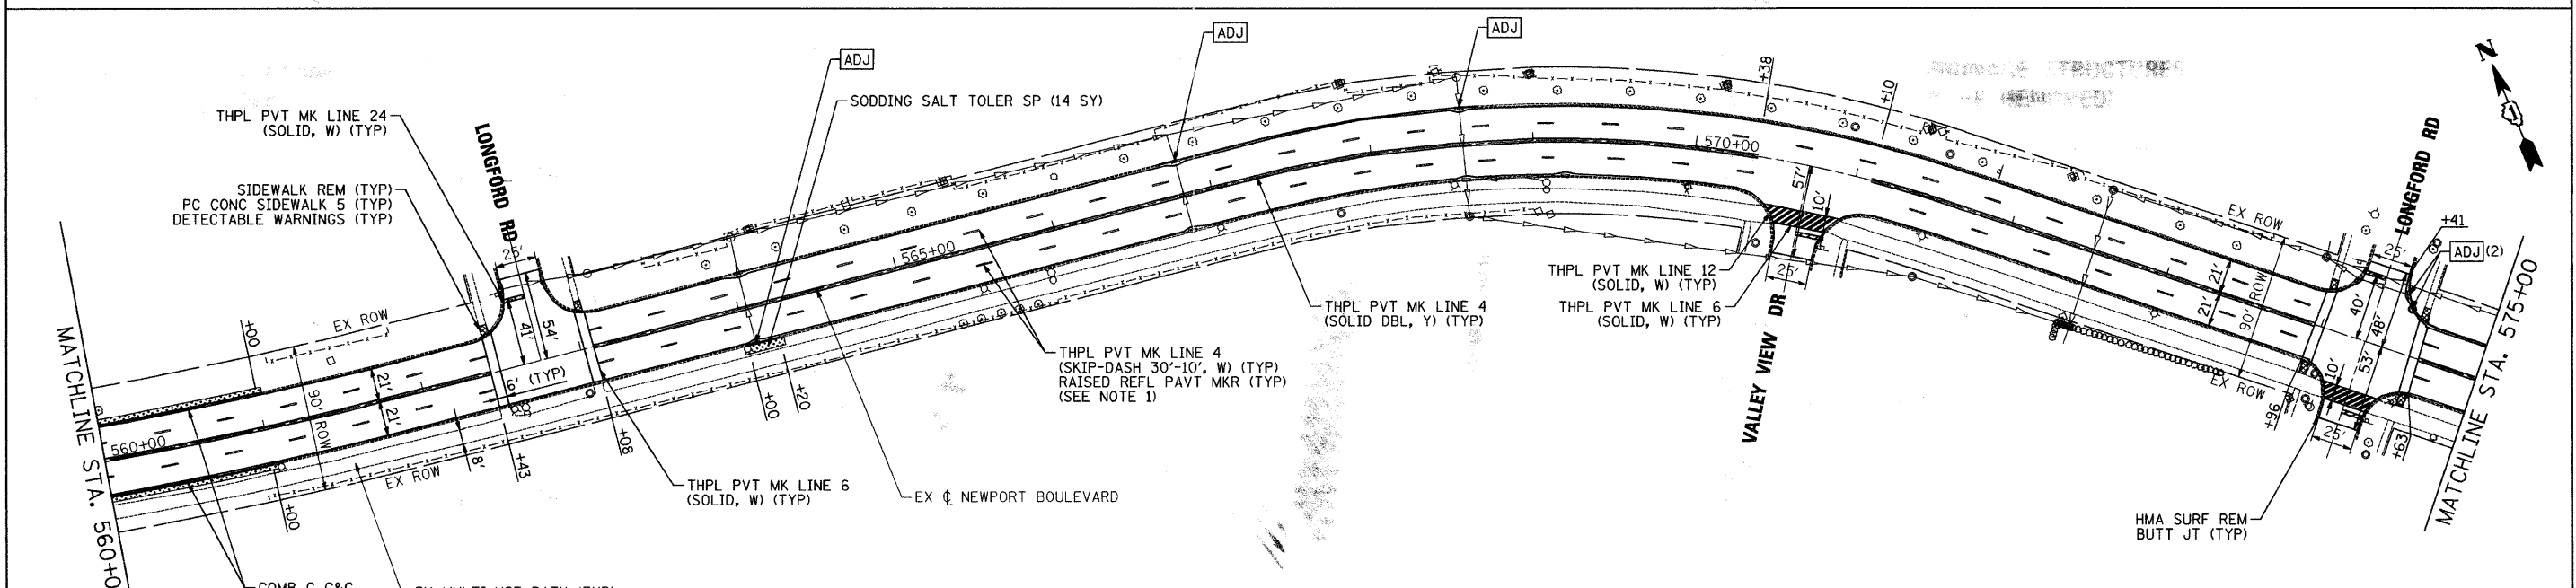 ADJ
ADJ
ADJ
SODDING SALT TOLER SP (14 SY)
THPL PVT MK LINE 24
(SOLID, W) (TYP)
LONGFORD RD
SIDEWALK REM (TYP)
PC CONC SIDEWALK 5 (TYP)
DETECTABLE WARNINGS (TYP)
25'
41'
54'
6' (TYP)
+00
EX ROW
21'
21'
90' ROW
560+00
MATCHLINE STA. 560+0
+00
EX ROW
8'
+43
+08
THPL PVT MK LINE 6
(SOLID, W) (TYP)
565+00
+00
+20
EX ℄ NEWPORT BOULEVARD
THPL PVT MK LINE 4
(SKIP-DASH 30'-10', W) (TYP)
RAISED REFL PAVT MKR (TYP)
(SEE NOTE 1)
THPL PVT MK LINE 4
(SOLID DBL, Y) (TYP)
570+00
+38
+10
57'
10'
THPL PVT MK LINE 12
(SOLID, W) (TYP)
THPL PVT MK LINE 6
(SOLID, W) (TYP)
25'
VALLEY VIEW DR
N
EX ROW
LONGFORD RD
+41
ADJ (2)
25'
21'
21'
90' ROW
40'
48'
53'
10'
EX ROW
+96
25'
+63
MATCHLINE STA. 575+00
HMA SURF REM
BUTT JT (TYP)
COMB C C&G